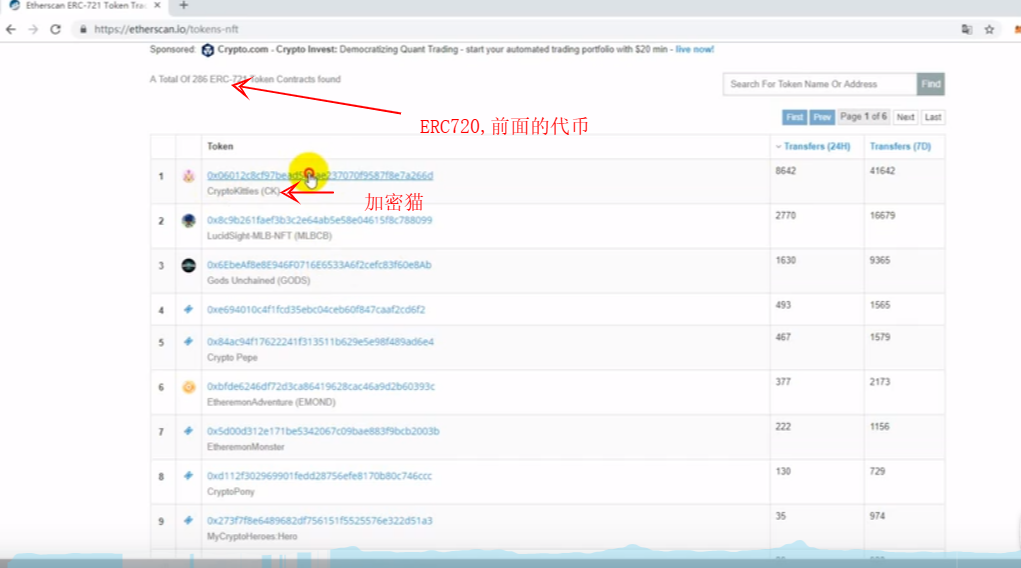 Etherscan ERC-721 Token Trac
https://etherscan.io/tokens-nft
Sponsored: Crypto.com - Crypto Invest: Democratizing Quant Trading - start your automated trading portfolio with $20 min - live now!
A Total Of 286 ERC-721 Token Contracts found
Search For Token Name Or Address Find
ERC720,前面的代币
First Prev Page 1 of 6 Next Last
Token Transfers (24H) Transfers (7D)
1 8642 41642
CryptoKitties (CK)
加密猫
2 0x8c9b261faef3b3c2e64ab5e58e04615f8c788099 2770 16679
LucidSight-MLB-NFT (MLBCB)
3 0x6EbeAf8e8E946F0716E6533A6f2cefc83f60e8Ab 1630 9365
Gods Unchained (GODS)
4 0xe694010c4f1fcd35ebc04ceb60f847caaf2cd6f2 493 1565
5 0x84ac94f17622241f313511b629e5e98f489ad6e4 467 1579
Crypto Pepe
6 0xbfde6246df72d3ca86419628cac46a9d2b60393c 377 2173
EtheremonAdventure (EMOND)
7 0x5d00d312e171be5342067c09bae883f9bcb2003b 222 1156
EtheremonMonster
8 0xd112f302969901fedd28756efe8170b80c746ccc 130 729
CryptoPony
9 0x273f7f8e6489682df756151f5525576e322d51a3 35 974
MyCryptoHeroes:Hero